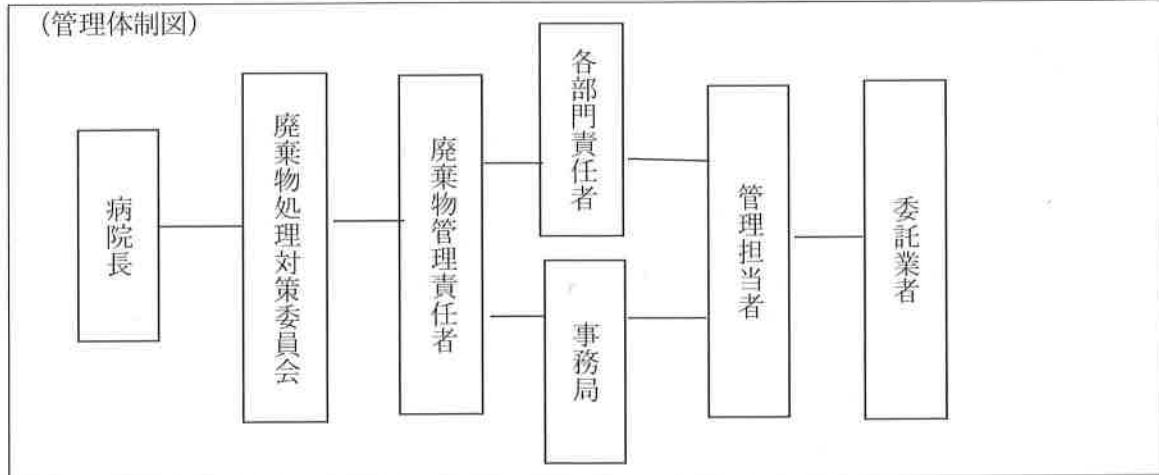 (管理体制図)
病院長
廃棄物処理対策委員会
廃棄物管理責任者
各部門責任者
事務局
管理担当者
委託業者